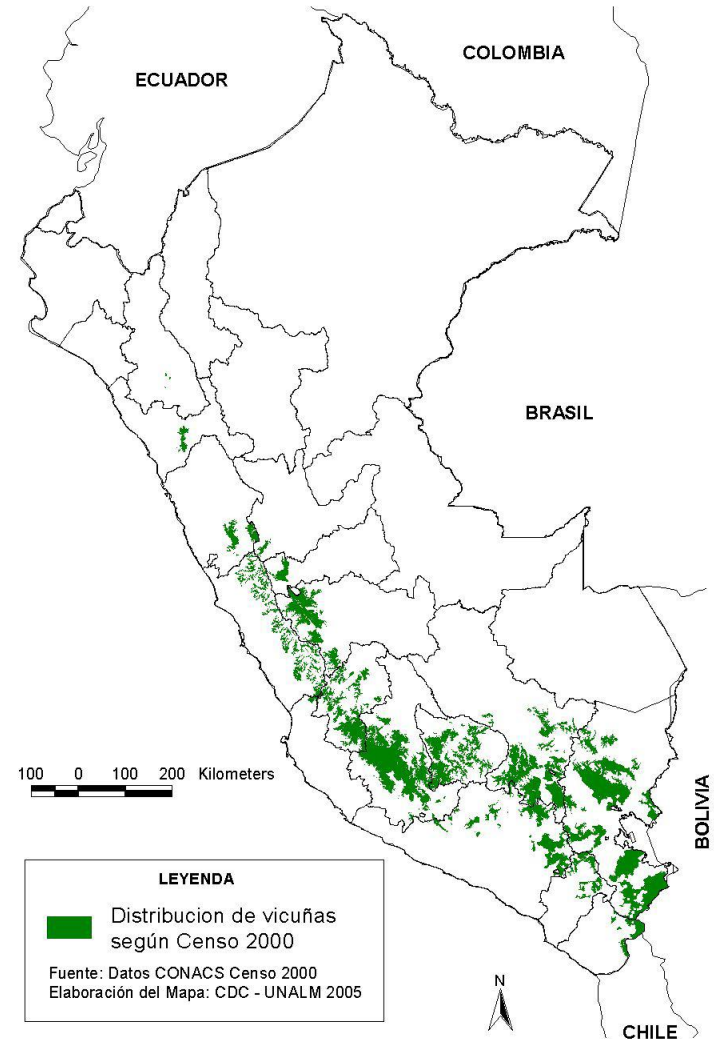 COLOMBIA
ECUADOR
BRASIL
100 0 100 200 Kilometers
BOLIVIA
LEYENDA
Distribucion de vicuñas
según Censo 2000
Fuente: Datos CONACS Censo 2000
Elaboración del Mapa: CDC - UNALM 2005
N
CHILE